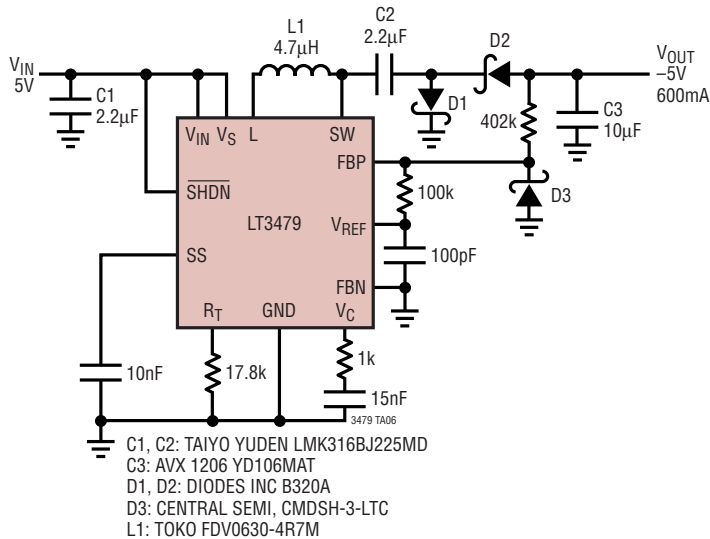 L1
4.7µH
C2
2.2µF
D2
VIN
5V
VOUT
–5V
600mA
C1
2.2µF
D1
402k
C3
10µF
VIN VS L SW
FBP
SHDN
100k
D3
LT3479
VREF
SS
100pF
FBN
RT GND VC
10nF
17.8k
1k
15nF
3479 TA06
C1, C2: TAIYO YUDEN LMK316BJ225MD
C3: AVX 1206 YD106MAT
D1, D2: DIODES INC B320A
D3: CENTRAL SEMI, CMDSH-3-LTC
L1: TOKO FDV0630-4R7M